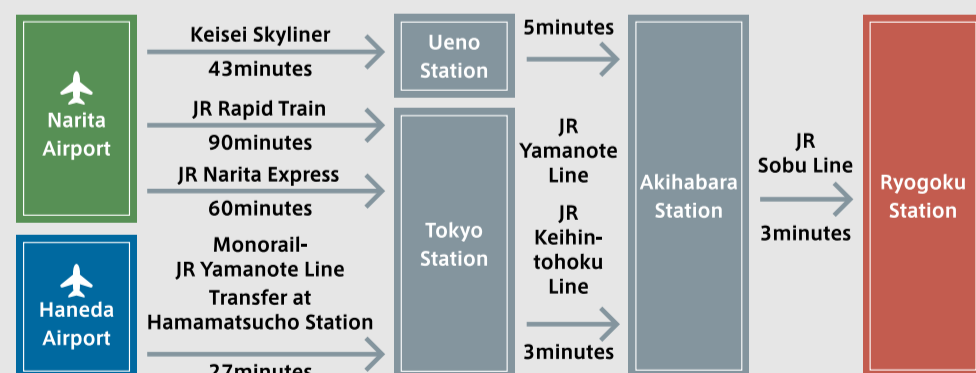 Narita
Airport
Keisei Skyliner
43minutes
JR Rapid Train
90minutes
JR Narita Express
60minutes
Haneda
Airport
Monorail-
JR Yamanote Line
Transfer at
Hamamatsucho Station
27minutes
Ueno
Station
Tokyo
Station
5minutes
JR
Yamanote
Line
JR
Keihin-
tohoku
Line
3minutes
Akihabara
Station
JR
Sobu Line
3minutes
Ryogoku
Station